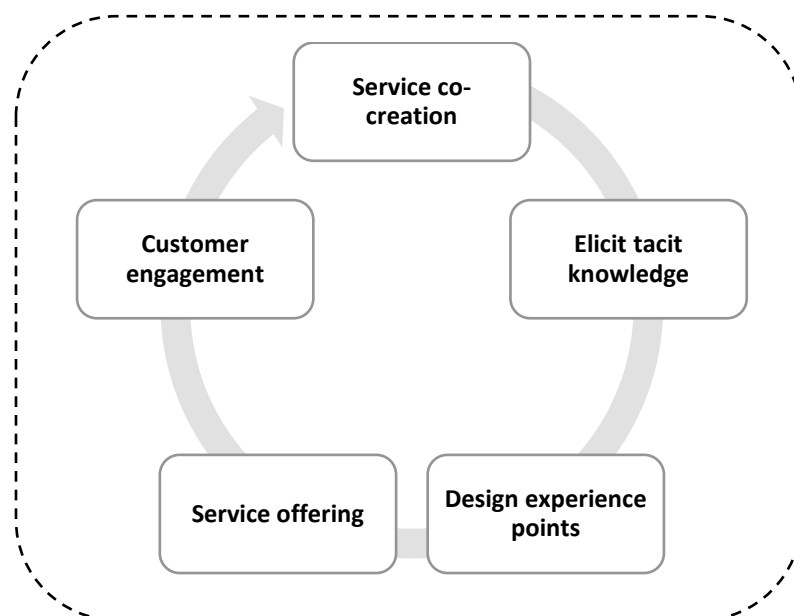 Service co-
creation
Elicit tacit
knowledge
Design experience
points
Service offering
Customer
engagement